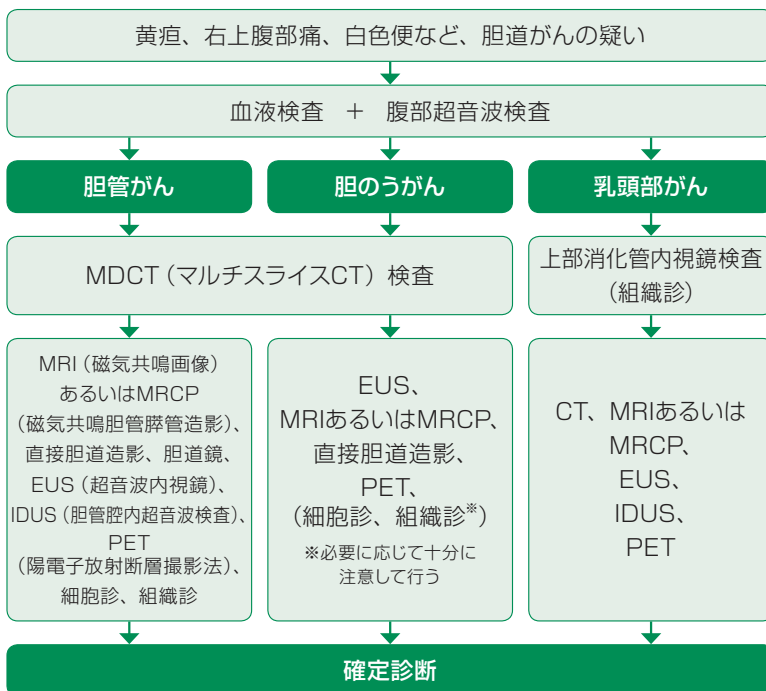 黄疸、右上腹部痛、白色便など、胆道がんの疑い
血液検査 ＋ 腹部超音波検査
胆管がん
胆のうがん
乳頭部がん
MDCT（マルチスライスCT）検査
上部消化管内視鏡検査
（組織診）
MRI（磁気共鳴画像）
あるいはMRCP
（磁気共鳴胆管膵管造影）、
直接胆道造影、胆道鏡、
EUS（超音波内視鏡）、
IDUS（胆管腔内超音波検査）、
PET
（陽電子放射断層撮影法）、
細胞診、組織診
EUS、
MRIあるいはMRCP、
直接胆道造影、
PET、
（細胞診、組織診※）
※必要に応じて十分に
注意して行う
CT、MRIあるいは
MRCP、
EUS、
IDUS、
PET
確定診断